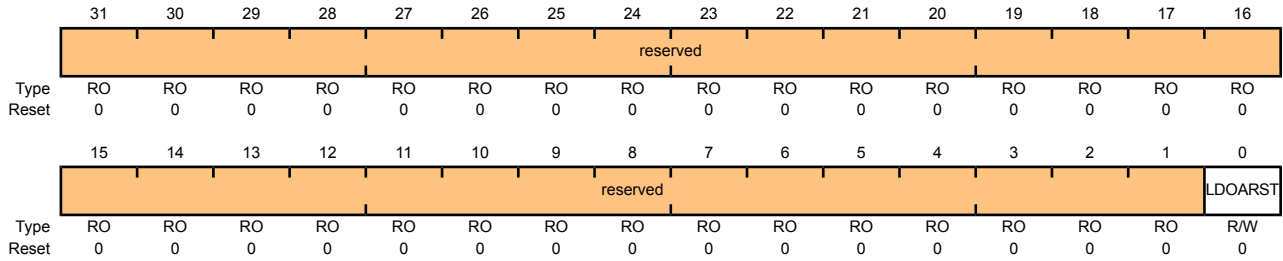 31 30 29 28 27 26 25 24 23 22 21 20 19 18 17 16
reserved
Type RO RO RO RO RO RO RO RO RO RO RO RO RO RO RO RO
Reset 0 0 0 0 0 0 0 0 0 0 0 0 0 0 0 0
15 14 13 12 11 10 9 8 7 6 5 4 3 2 1 0
reserved LDOARST
Type RO RO RO RO RO RO RO RO RO RO RO RO RO RO RO R/W
Reset 0 0 0 0 0 0 0 0 0 0 0 0 0 0 0 0